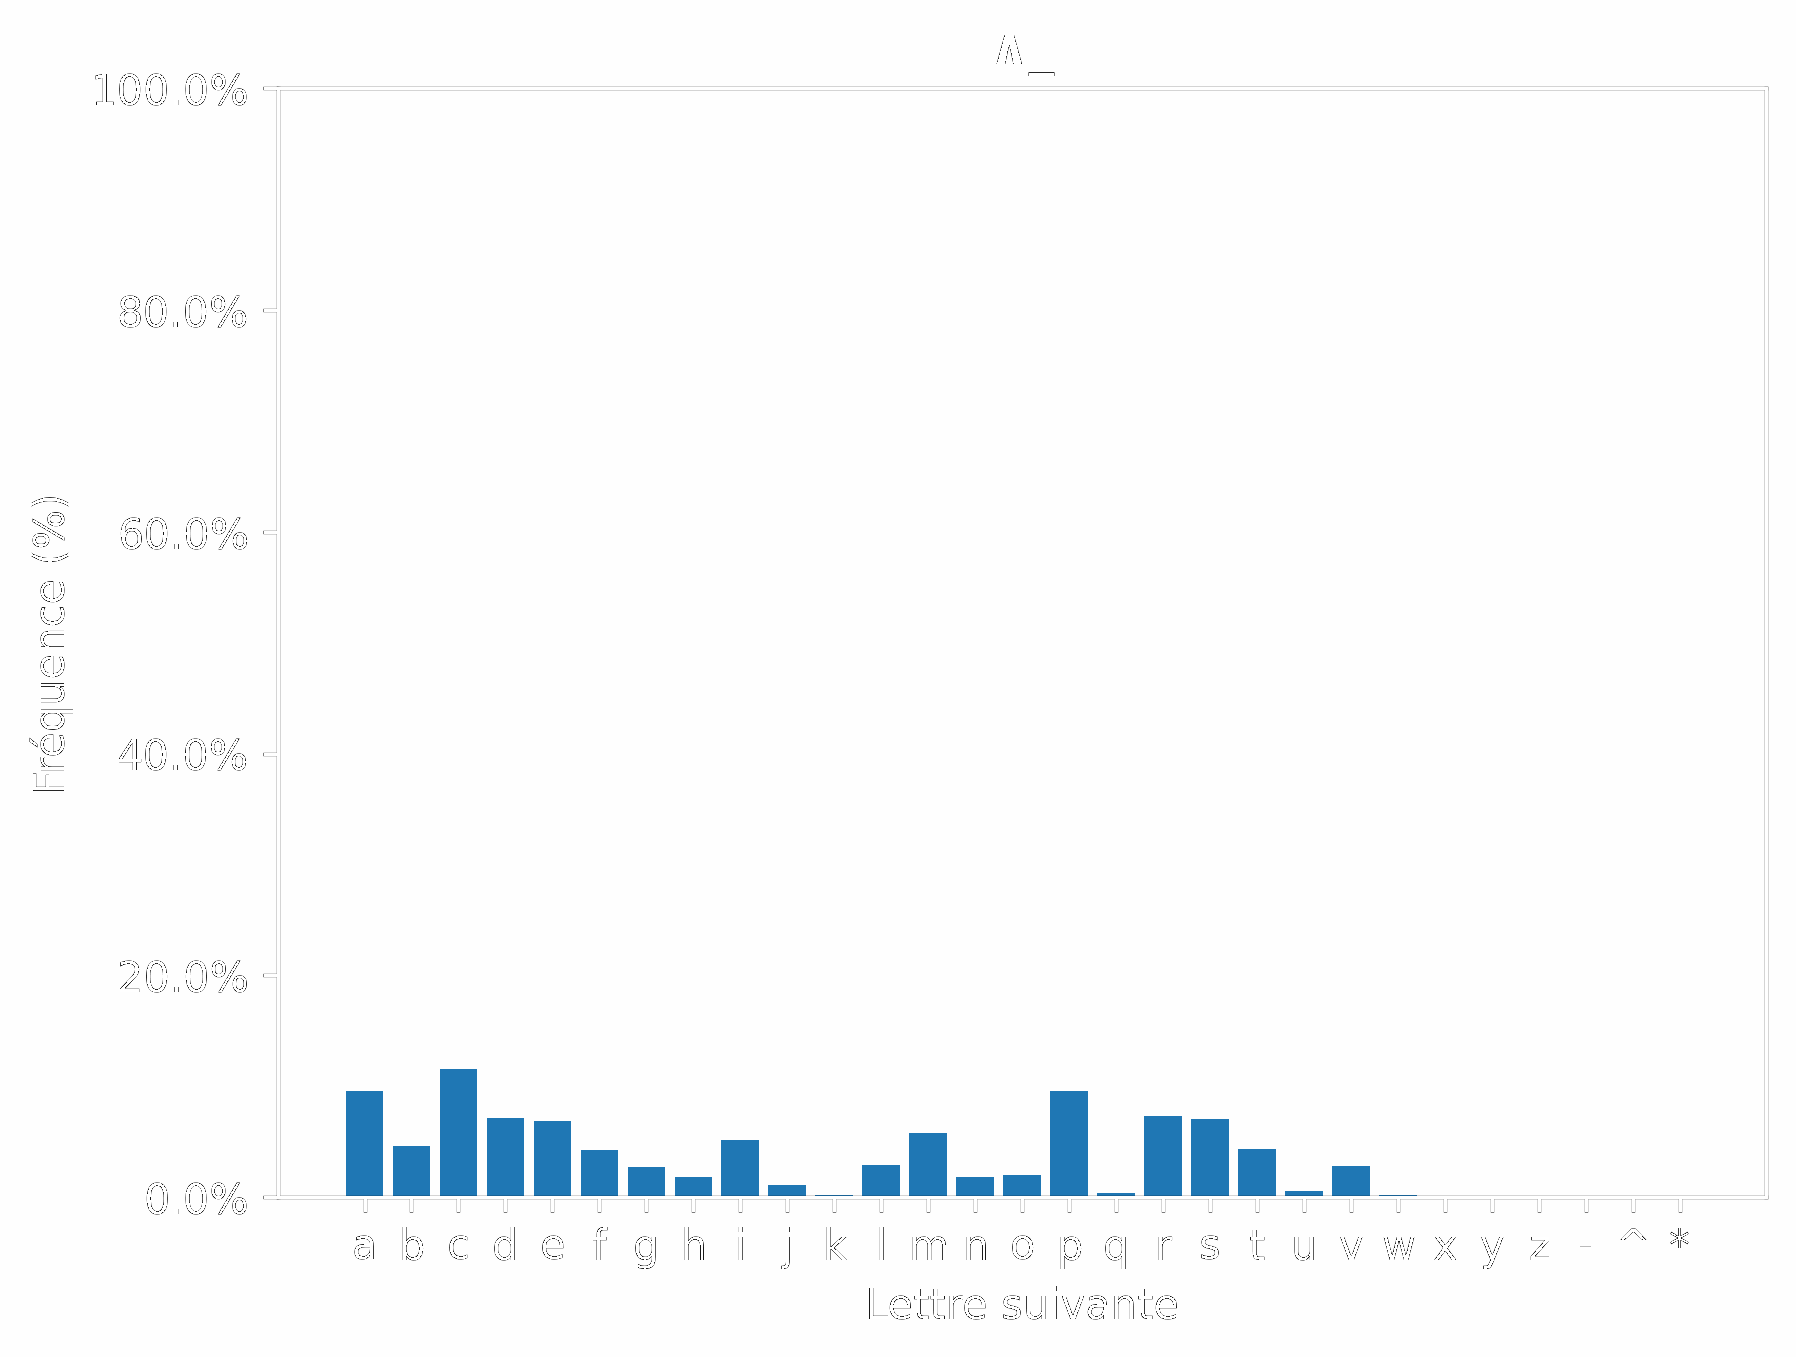 ^_
100.0%
80.0%
60.0%
40.0%
20.0%
0.0%
Fréquence (%)
a b c d e f g h i j k l m n o p q r s t u v w x y z - ^ *
Lettre suivante